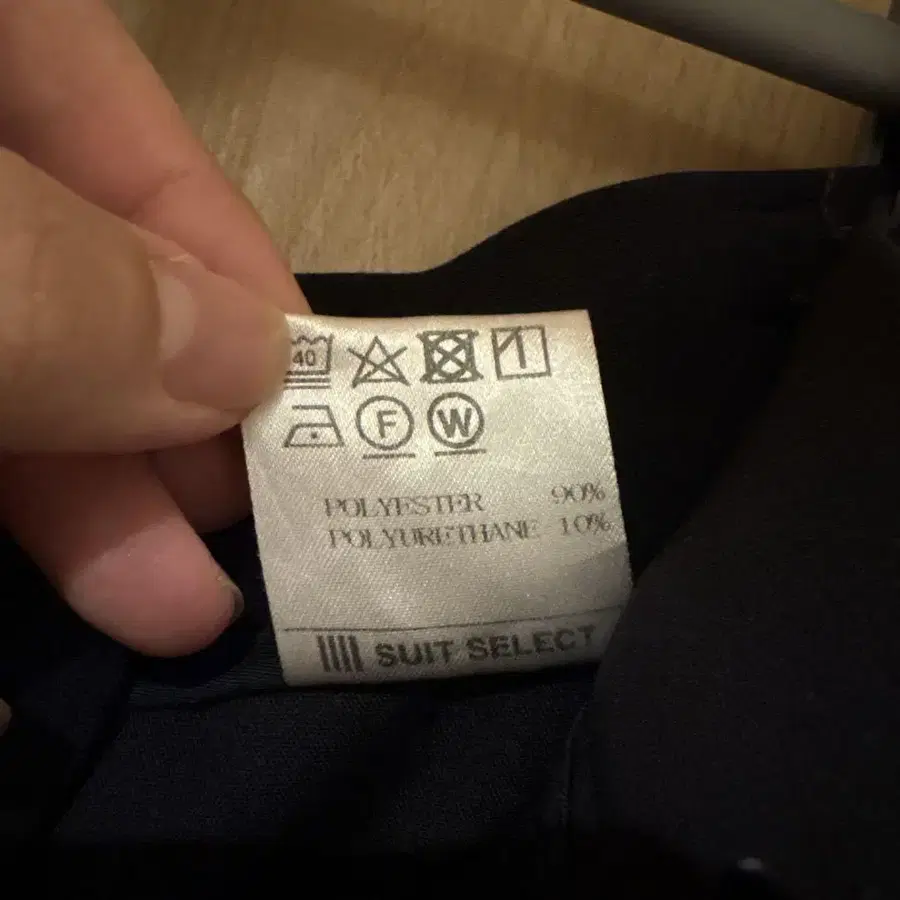 40
F W
POLYESTER 90%
POLYURETHANE 10%
SUIT SELECT